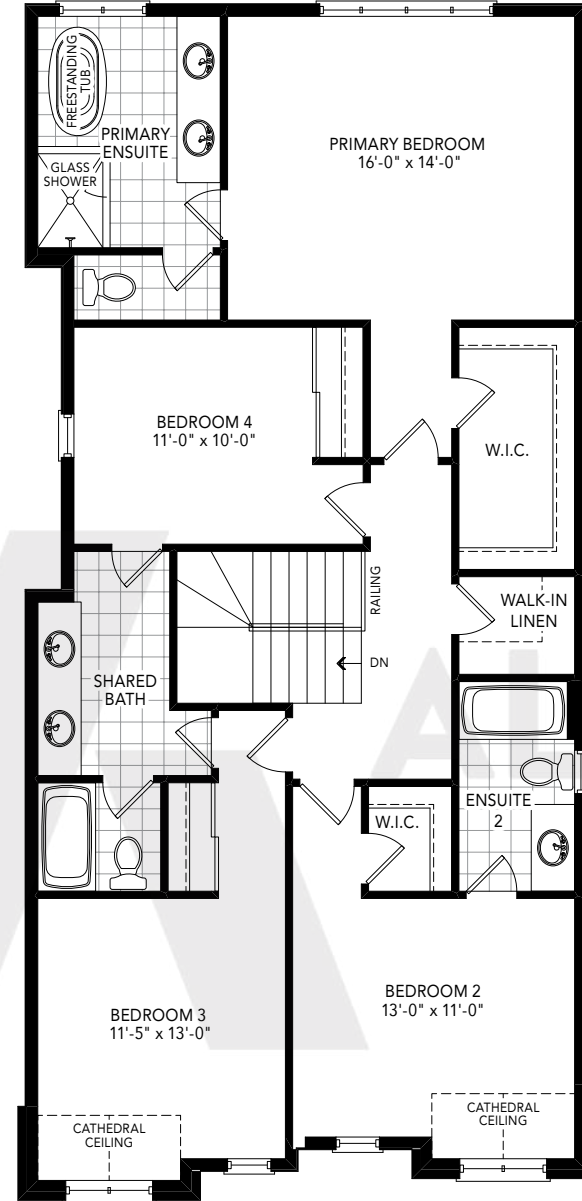 FREESTANDING
TUB
PRIMARY
ENSUITE
GLASS
SHOWER
PRIMARY BEDROOM
16'-0" x 14'-0"
BEDROOM 4
11'-0" x 10'-0"
W.I.C.
RAILING
WALK-IN
LINEN
DN
SHARED
BATH
ENSUITE
2
W.I.C.
BEDROOM 3
11'-5" x 13'-0"
BEDROOM 2
13'-0" x 11'-0"
CATHEDRAL
CEILING
CATHEDRAL
CEILING